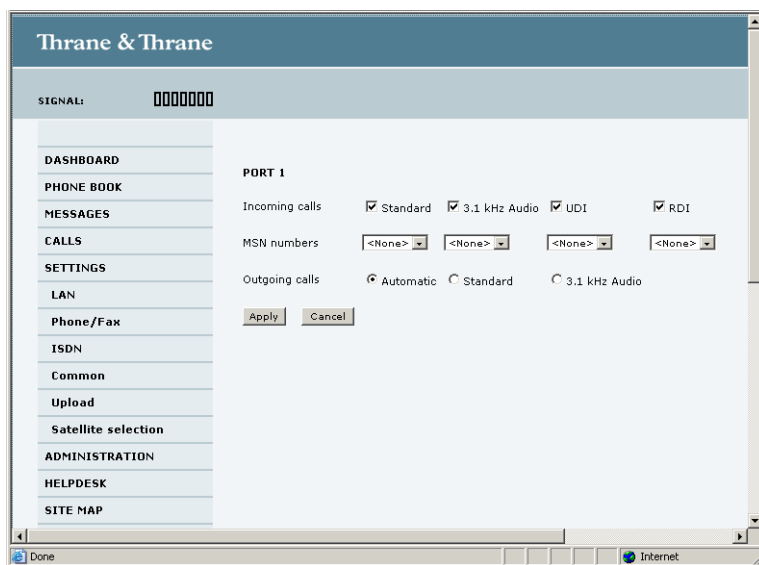 Thrane & Thrane
SIGNAL:
DASHBOARD
PHONE BOOK
MESSAGES
CALLS
SETTINGS
LAN
Phone/Fax
ISDN
Common
Upload
Satellite selection
ADMINISTRATION
HELPDESK
SITE MAP
PORT 1
Incoming calls Standard 3.1 kHz Audio UDI RDI
MSN numbers <None> <None> <None> <None>
Outgoing calls Automatic Standard 3.1 kHz Audio
Apply Cancel
Done Internet